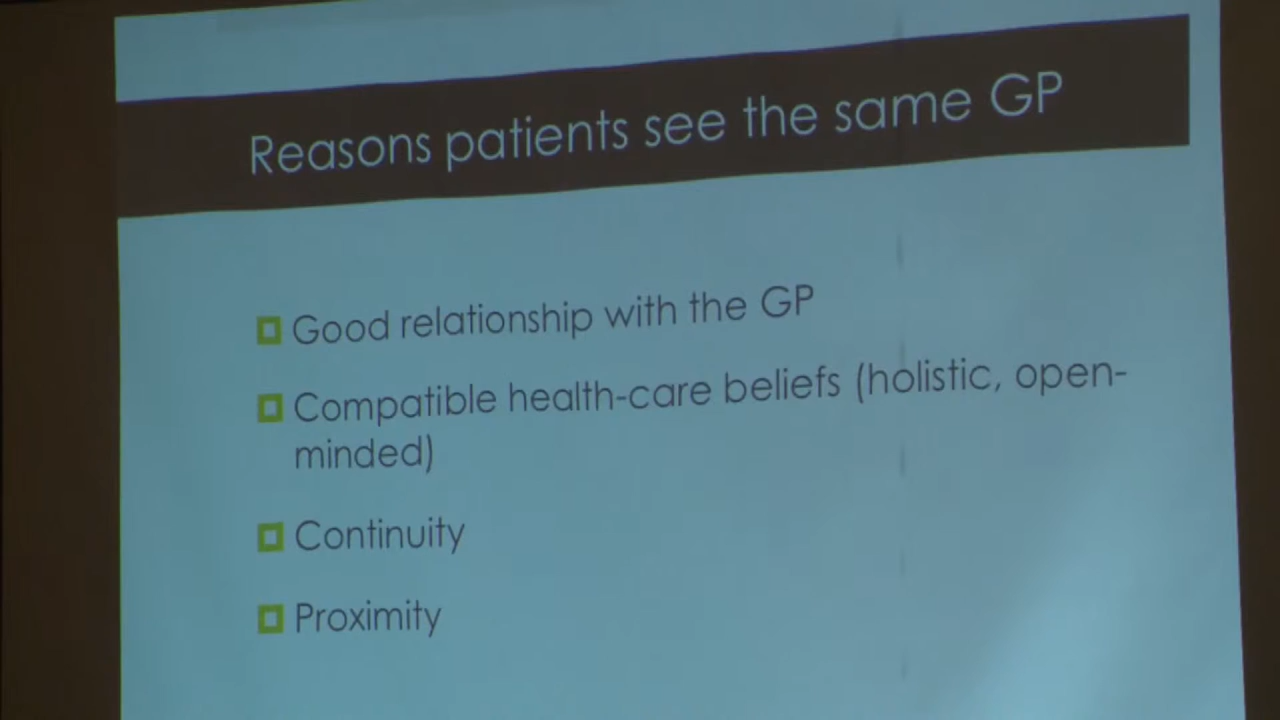 Reasons patients see the same GP
Good relationship with the GP
Compatible health-care beliefs (holistic, open-
minded)
Continuity
Proximity